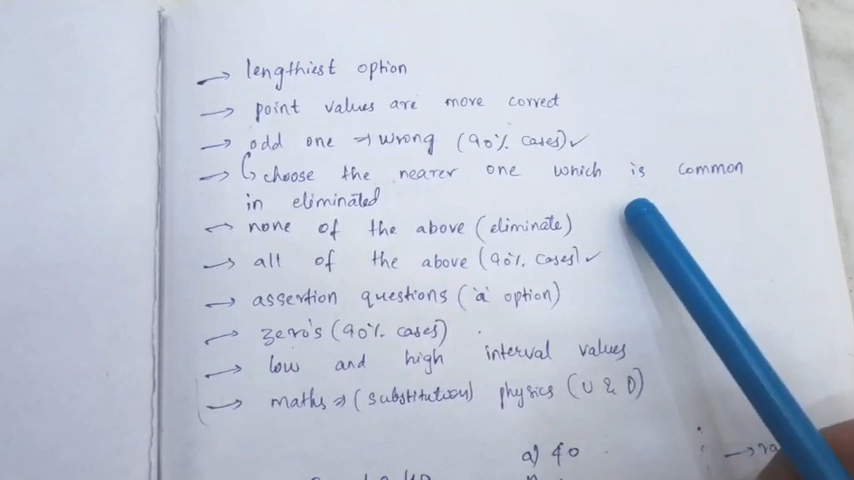 → lengthiest option
→ point values are more correct
→ odd one ⇒ wrong (90% cases) ✓
→ choose the nearer one which is common
in eliminated
→ none of the above (eliminate)
→ all of the above (90% cases) ✓
→ assertion questions ('a' option)
→ zero's (90% cases)
→ low and high interval values
→ maths ⇒ (substitution) physics (U & D)
a) 40